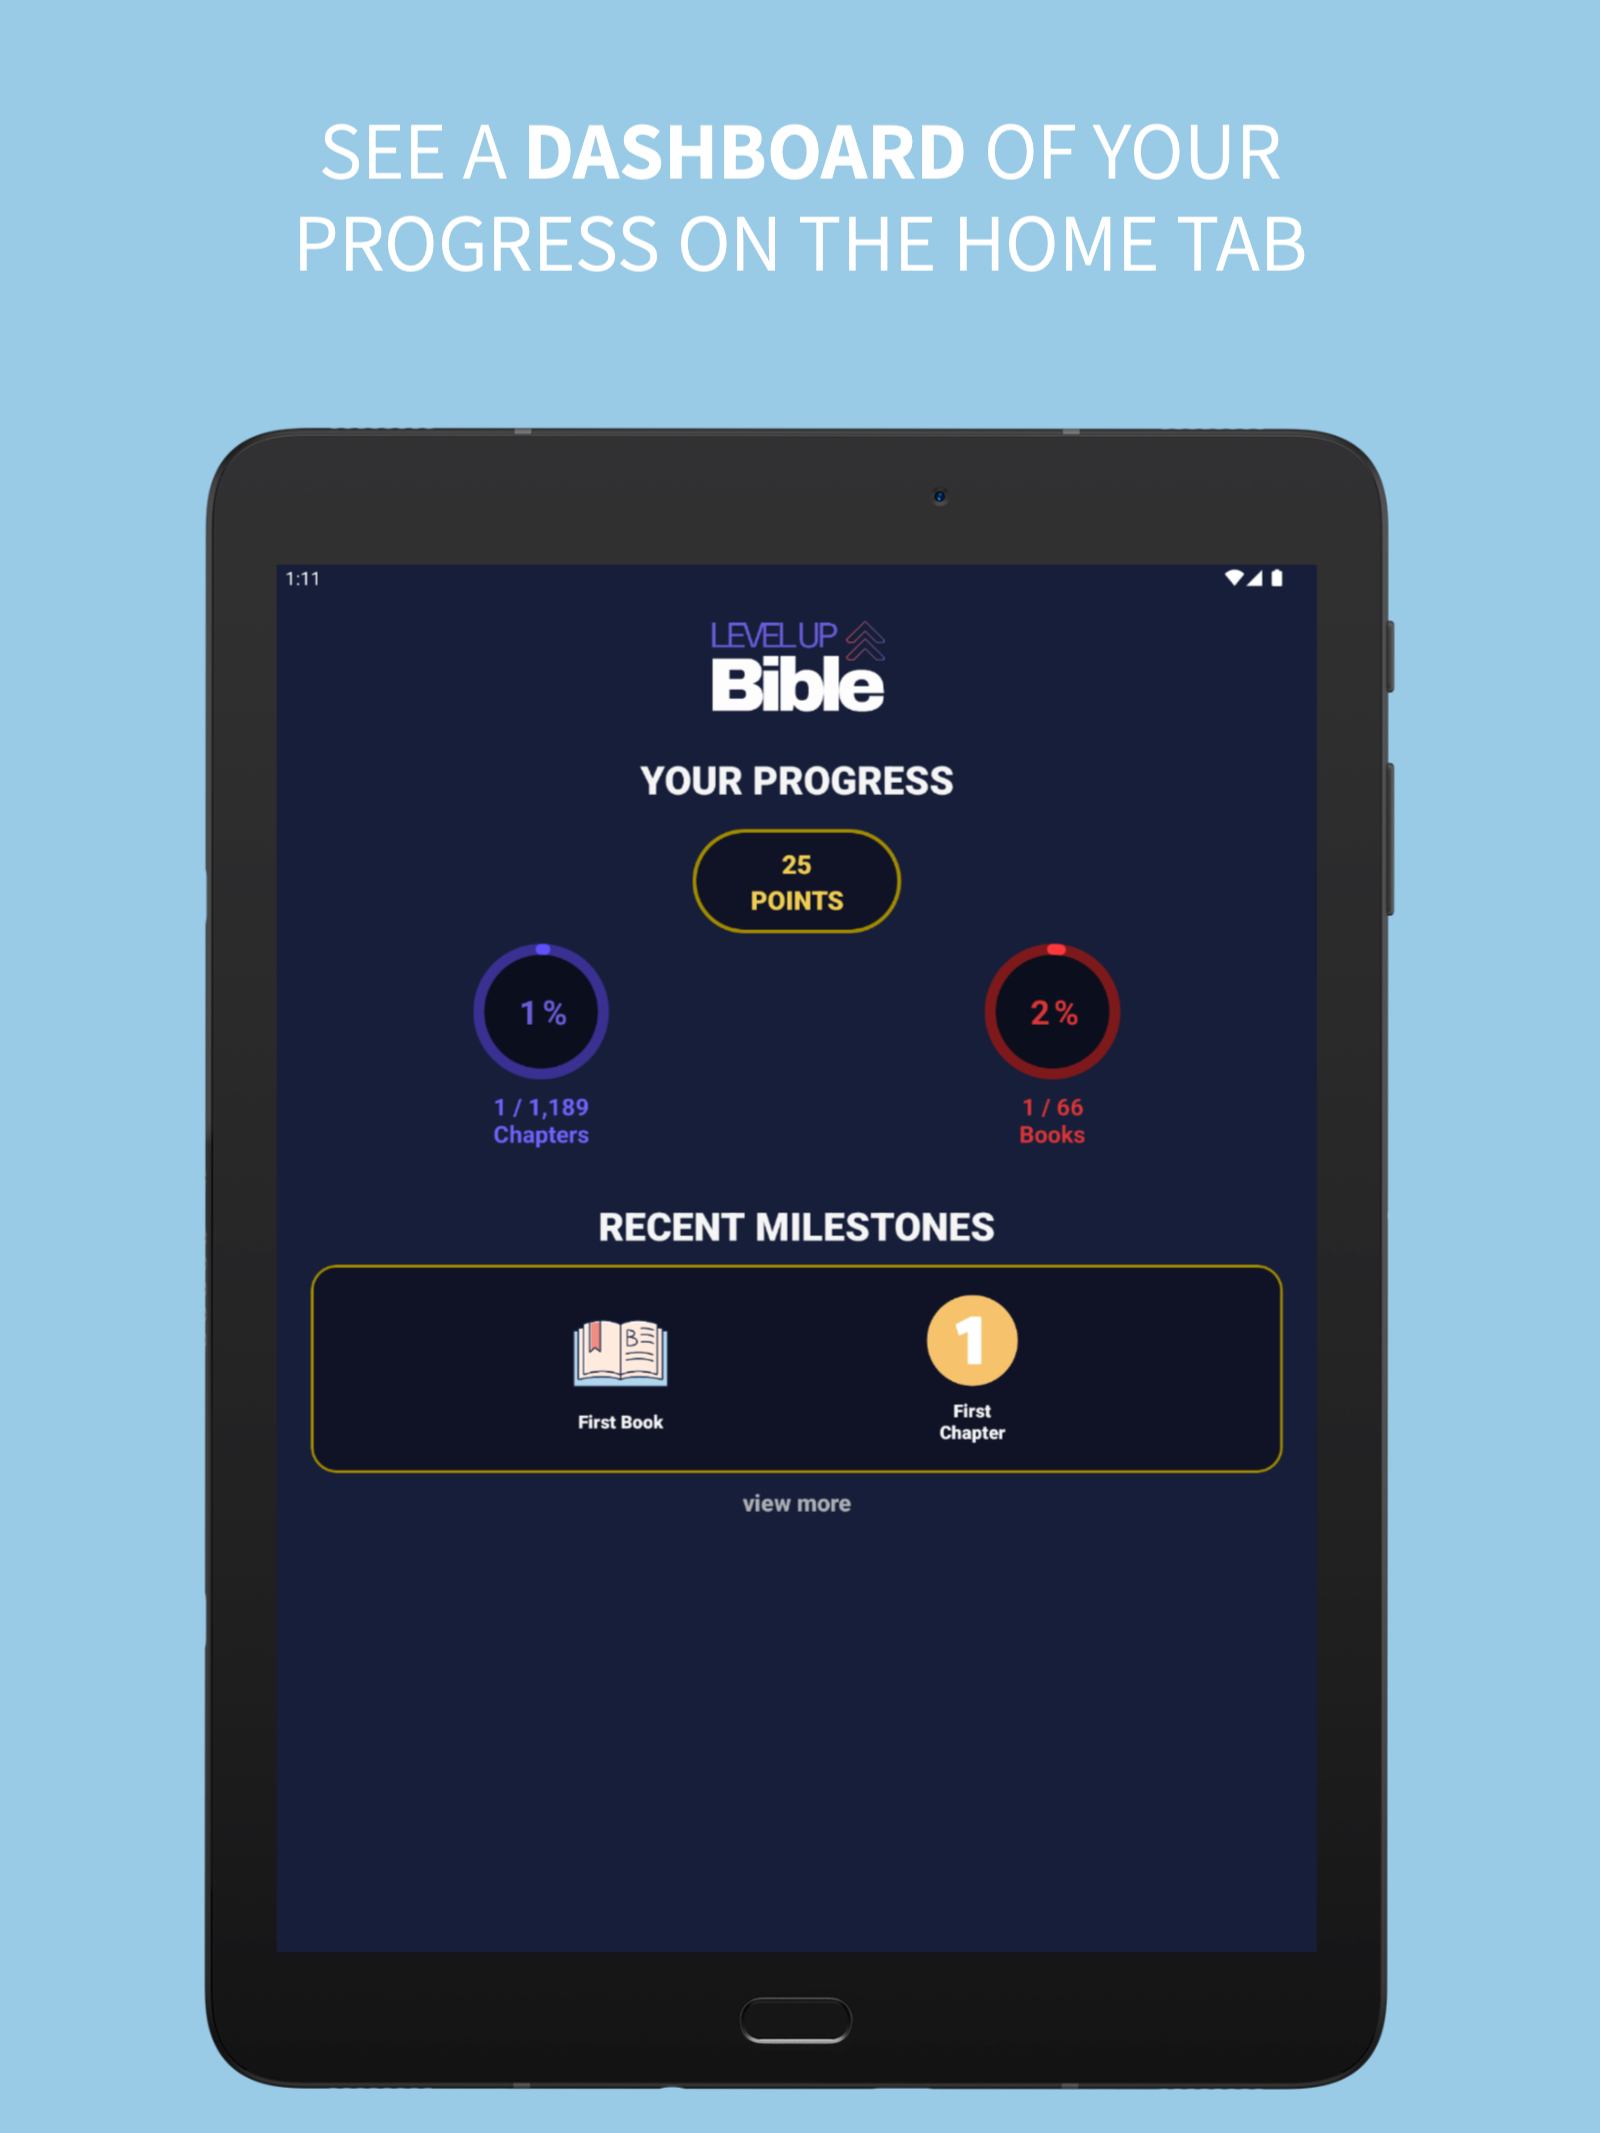 SEE A DASHBOARD OF YOUR
PROGRESS ON THE HOME TAB
1:11
LEVEL UP
Bible
YOUR PROGRESS
25
POINTS
1 %
2 %
1 / 1,189
Chapters
1 / 66
Books
RECENT MILESTONES
B
1
First Book
First
Chapter
view more